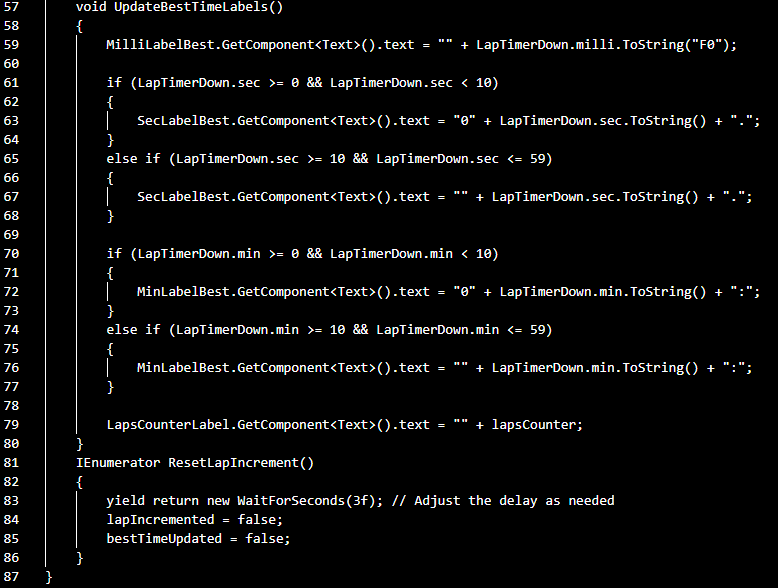 57 void UpdateBestTimeLabels()
58 {
59 MilliLabelBest.GetComponent<Text>().text = "" + LapTimerDown.milli.ToString("F0");
60
61 if (LapTimerDown.sec >= 0 && LapTimerDown.sec < 10)
62 {
63 SecLabelBest.GetComponent<Text>().text = "0" + LapTimerDown.sec.ToString() + ".";
64 }
65 else if (LapTimerDown.sec >= 10 && LapTimerDown.sec <= 59)
66 {
67 SecLabelBest.GetComponent<Text>().text = "" + LapTimerDown.sec.ToString() + ".";
68 }
69
70 if (LapTimerDown.min >= 0 && LapTimerDown.min < 10)
71 {
72 MinLabelBest.GetComponent<Text>().text = "0" + LapTimerDown.min.ToString() + ":";
73 }
74 else if (LapTimerDown.min >= 10 && LapTimerDown.min <= 59)
75 {
76 MinLabelBest.GetComponent<Text>().text = "" + LapTimerDown.min.ToString() + ":";
77 }
78
79 LapsCounterLabel.GetComponent<Text>().text = "" + lapsCounter;
80 }
81 IEnumerator ResetLapIncrement()
82 {
83 yield return new WaitForSeconds(3f); // Adjust the delay as needed
84 lapIncremented = false;
85 bestTimeUpdated = false;
86 }
87 }